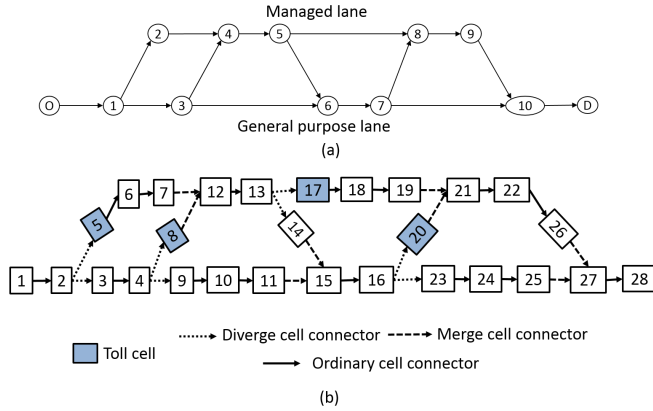 Managed lane
2 4 5 8 9
O 1 3 6 7 10 D
General purpose lane
(a)
6 7 12 13 17 18 19 21 22
5 8 14 20 26
1 2 3 4 9 10 11 15 16 23 24 25 27 28
Diverge cell connector Merge cell connector
Toll cell
Ordinary cell connector
(b)